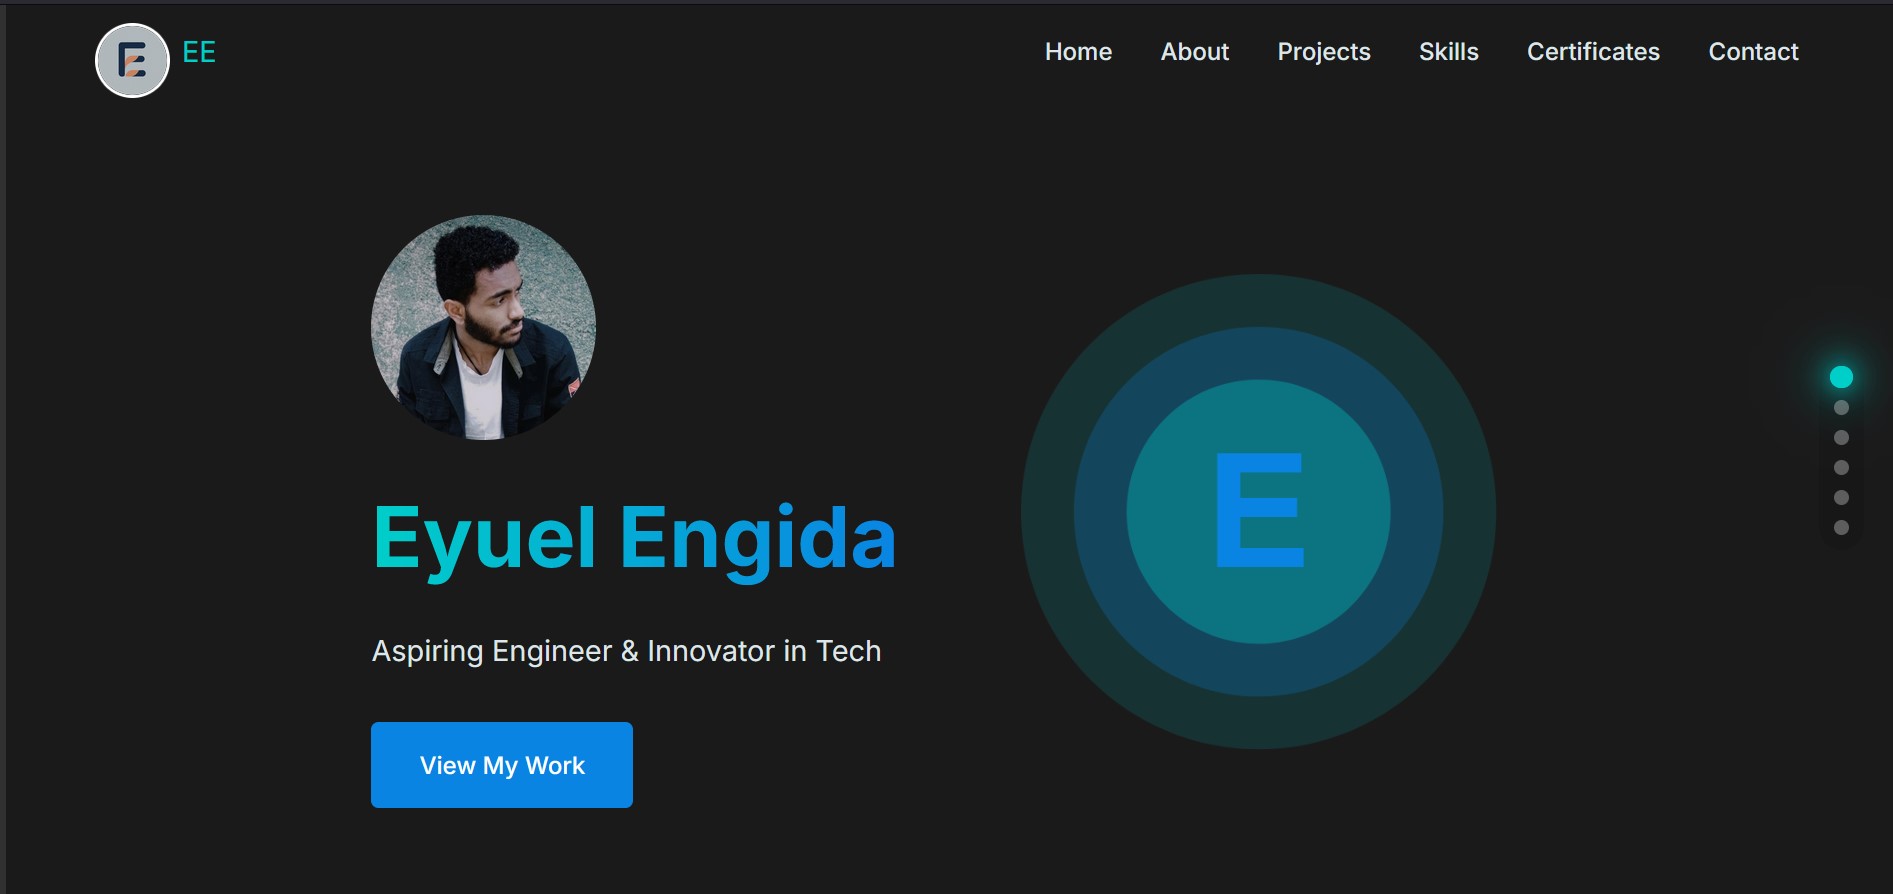 E EE
Home About Projects Skills Certificates Contact
Eyuel Engida
E
Aspiring Engineer & Innovator in Tech
View My Work